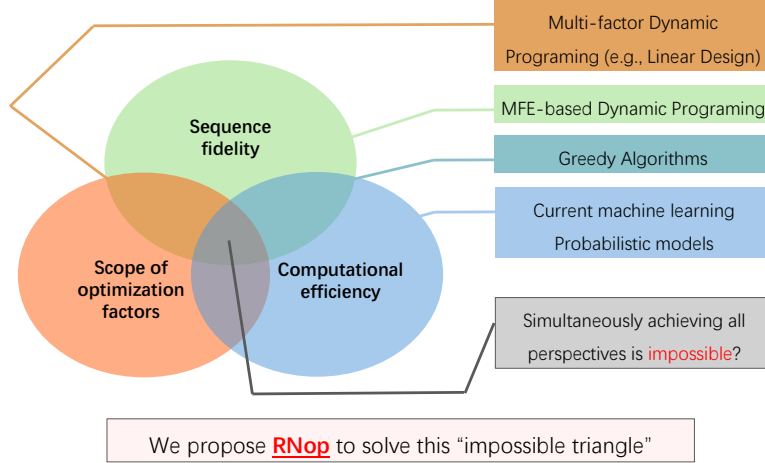 Multi-factor Dynamic
Programing (e.g., Linear Design)
MFE-based Dynamic Programing
Greedy Algorithms
Current machine learning
Probabilistic models
Sequence
fidelity
Scope of
optimization
factors
Computational
efficiency
Simultaneously achieving all
perspectives is impossible?
We propose RNop to solve this “impossible triangle”